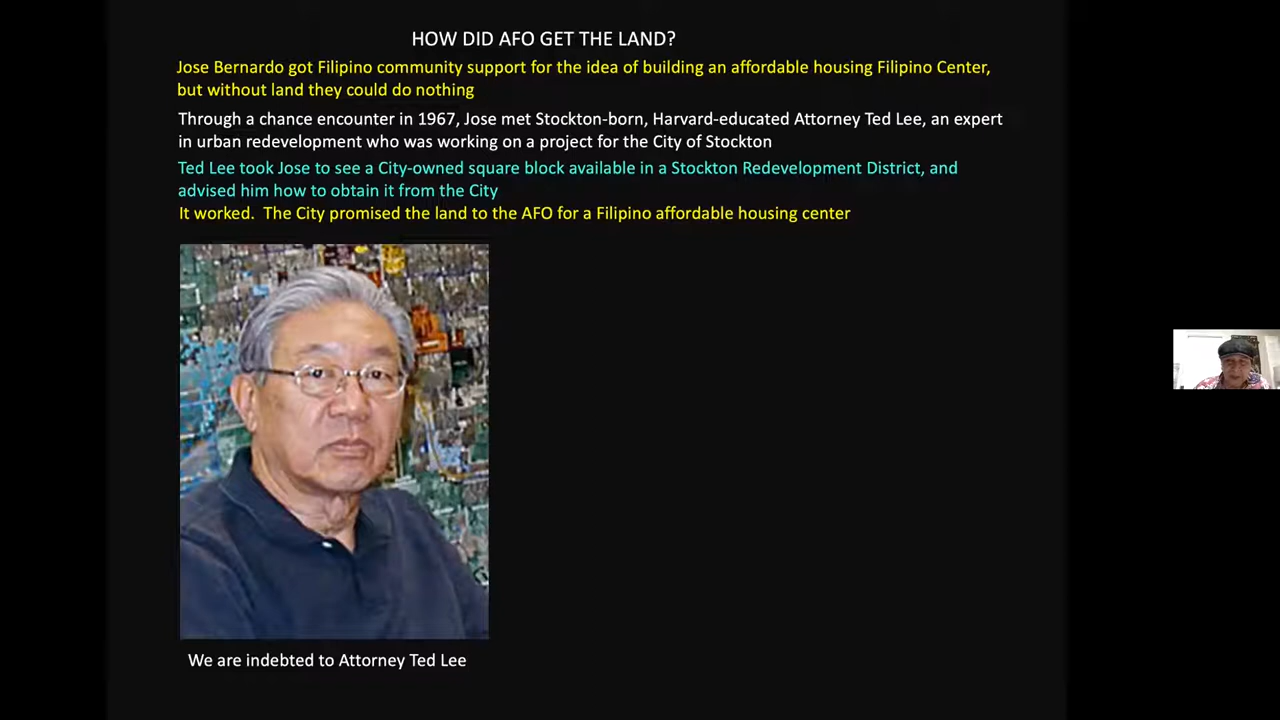 HOW DID AFO GET THE LAND?
Jose Bernardo got Filipino community support for the idea of building an affordable housing Filipino Center,
but without land they could do nothing
Through a chance encounter in 1967, Jose met Stockton-born, Harvard-educated Attorney Ted Lee, an expert
in urban redevelopment who was working on a project for the City of Stockton
Ted Lee took Jose to see a City-owned square block available in a Stockton Redevelopment District, and
advised him how to obtain it from the City
It worked.  The City promised the land to the AFO for a Filipino affordable housing center
We are indebted to Attorney Ted Lee